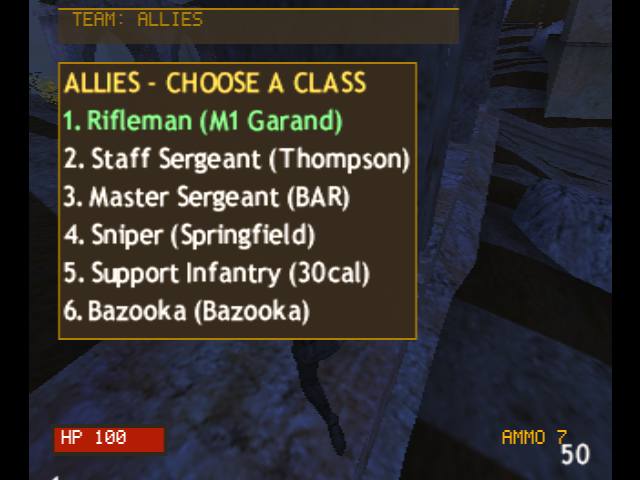 TEAM: ALLIES
ALLIES - CHOOSE A CLASS
1. Rifleman (M1 Garand)
2. Staff Sergeant (Thompson)
3. Master Sergeant (BAR)
4. Sniper (Springfield)
5. Support Infantry (30cal)
6. Bazooka (Bazooka)
HP 100
AMMO 7
50